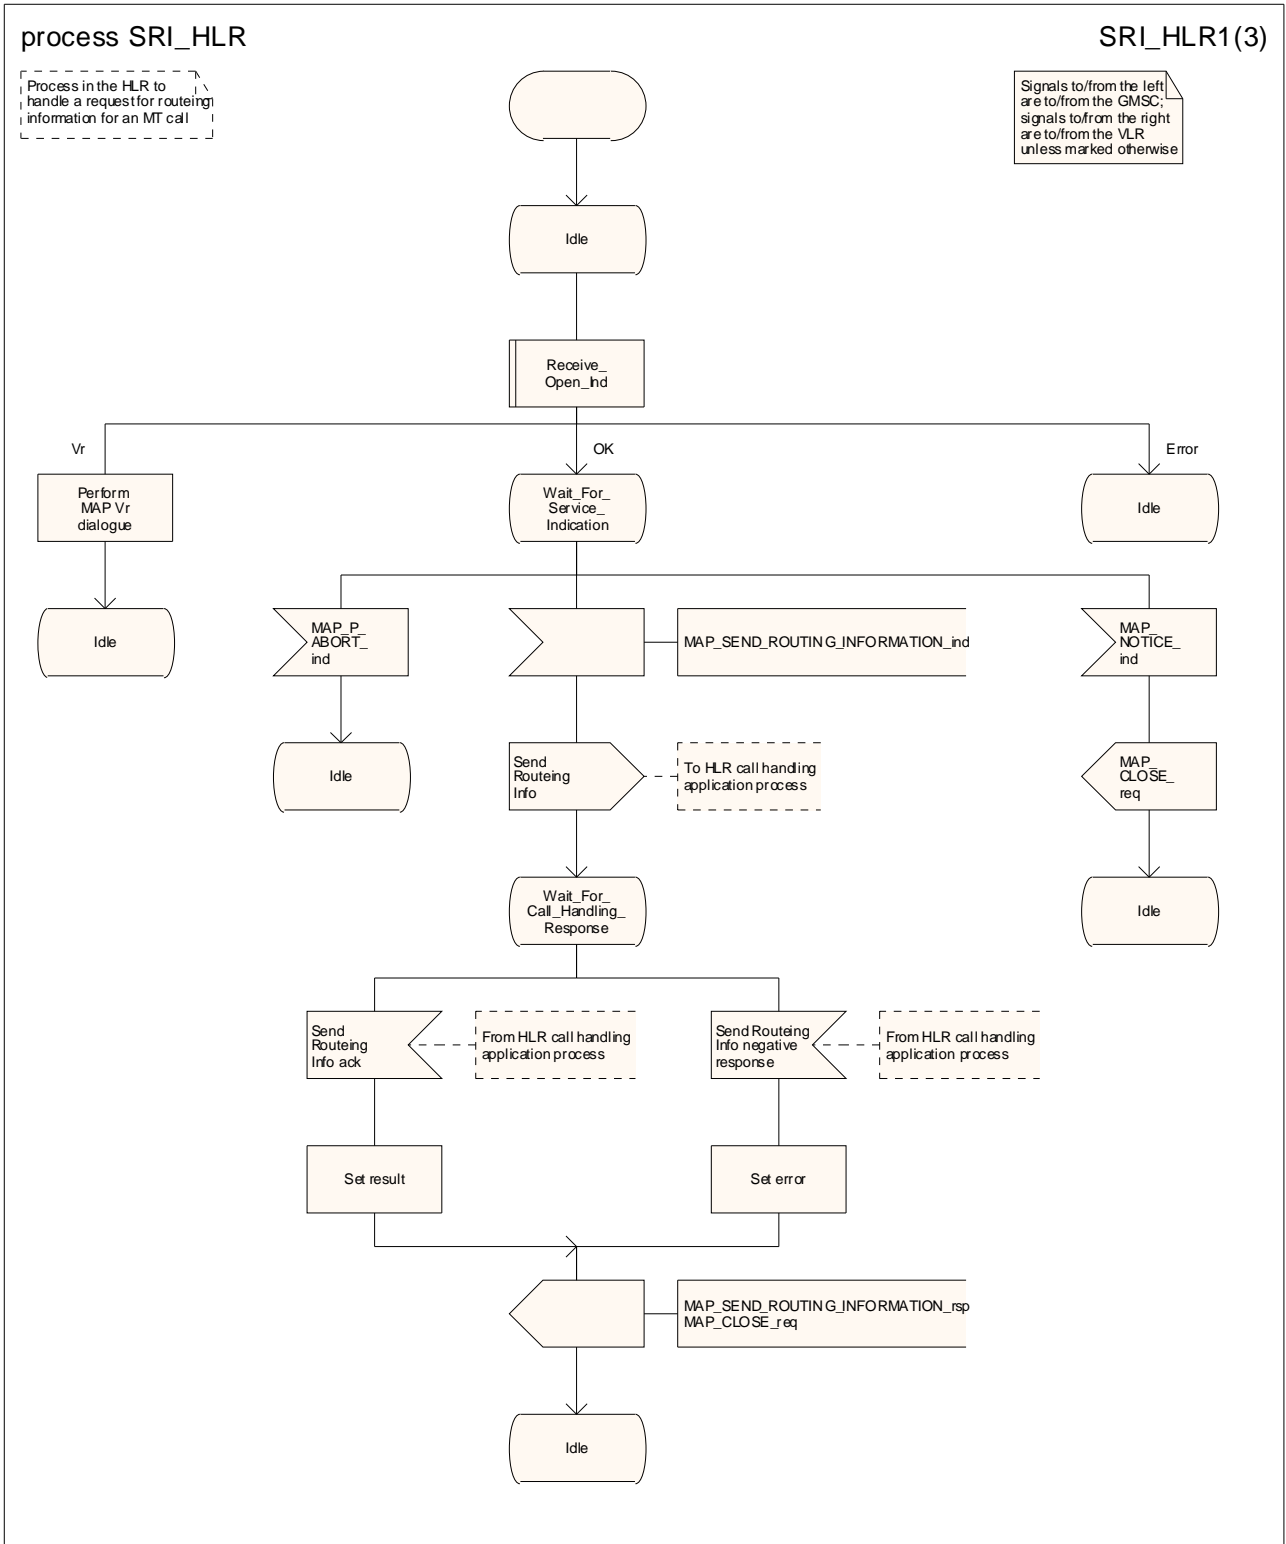 process SRI_HLR
SRI_HLR1(3)
Process in the HLR to
handle a request for routeing
information for an MT call
Signals to/from the left
are to/from the GMSC;
signals to/from the right
are to/from the VLR
unless marked otherwise
Idle
Receive_
Open_Ind
Vr
OK
Error
Perform
MAP Vr
dialogue
Wait_For_
Service_
Indication
Idle
Idle
MAP_P_
ABORT_
ind
MAP_SEND_ROUTING_INFORMATION_ind
MAP_
NOTICE_
ind
Idle
Send
Routeing
Info
To HLR call handling
application process
MAP_
CLOSE_
req
Wait_For_
Call_Handling_
Response
Idle
Send
Routeing
Info ack
From HLR call handling
application process
Send Routeing
Info negative
response
From HLR call handling
application process
Set result
Set error
MAP_SEND_ROUTING_INFORMATION_rsp
MAP_CLOSE_req
Idle